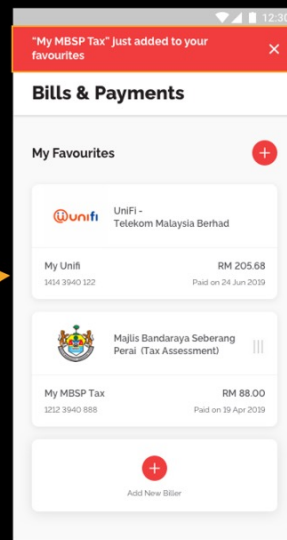 12:30
"My MBSP Tax" just added to your
favourites
Bills & Payments
My Favourites
unifi
UniFi -
Telekom Malaysia Berhad
My Unifi
RM 205.68
1414 3940 122
Paid on 24 Jun 2019
Majlis Bandaraya Seberang
Perai (Tax Assessment)
My MBSP Tax
RM 88.00
1212 3940 888
Paid on 19 Apr 2019
Add New Biller